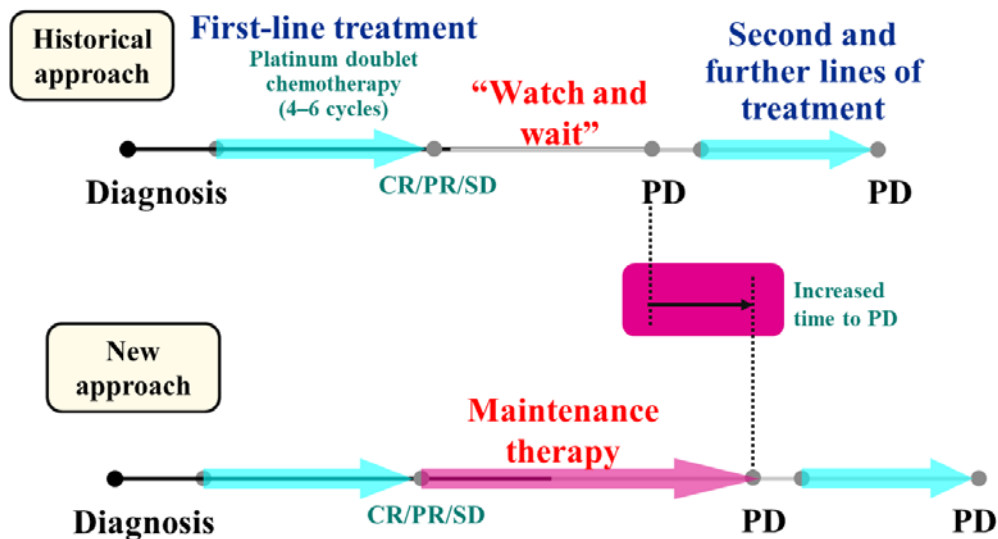 Historical
approach
First-line treatment
Platinum doublet
chemotherapy
(4–6 cycles)
“Watch and
wait”
Second and
further lines of
treatment
Diagnosis
CR/PR/SD
PD
PD
Increased
time to PD
New
approach
Maintenance
therapy
Diagnosis
CR/PR/SD
PD
PD